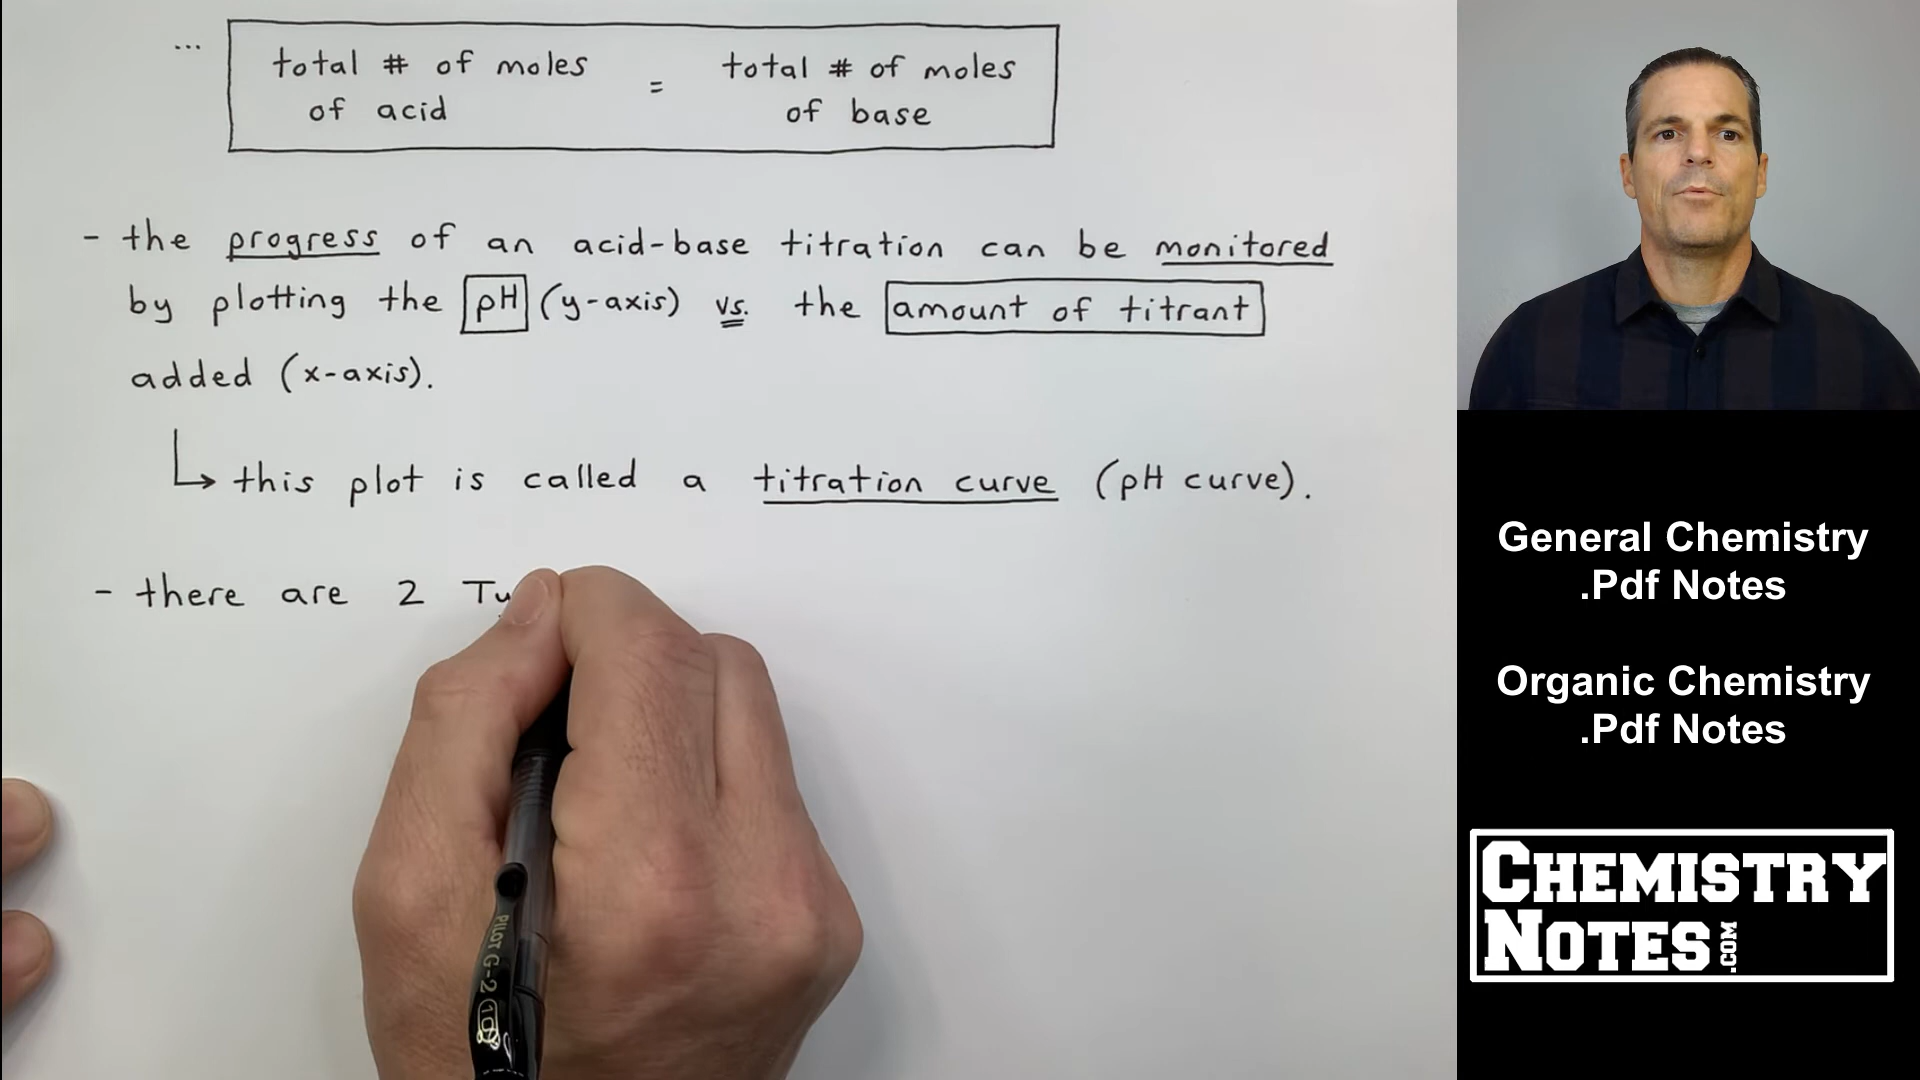 ...
total # of moles of acid = total # of moles of base
- the progress of an acid-base titration can be monitored
by plotting the pH (y-axis) vs. the amount of titrant
added (x-axis).
↳ this plot is called a titration curve (pH curve).
- there are 2 Ty
General Chemistry
.Pdf Notes
Organic Chemistry
.Pdf Notes
CHEMISTRY
NOTES.COM
PILOT G-2 10